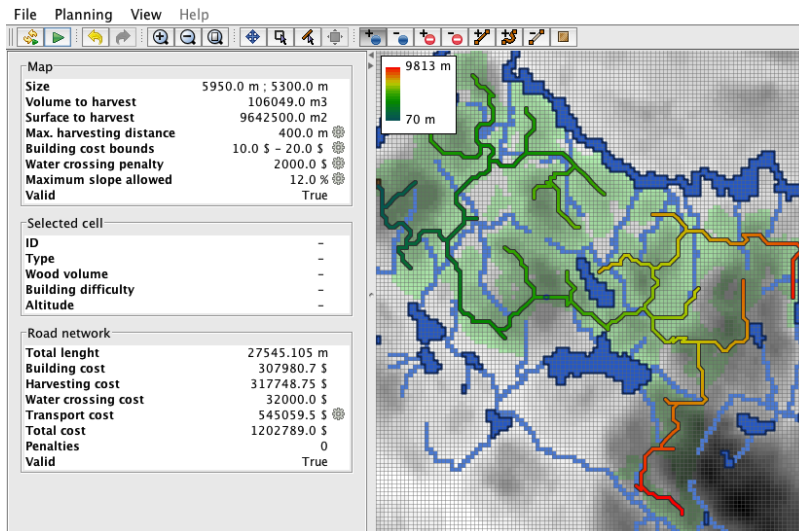 File Planning View Help
Map
Size 5950.0 m ; 5300.0 m
Volume to harvest 106049.0 m3
Surface to harvest 9642500.0 m2
Max. harvesting distance 400.0 m
Building cost bounds 10.0 $ - 20.0 $
Water crossing penalty 2000.0 $
Maximum slope allowed 12.0 %
Valid True
Selected cell
ID -
Type -
Wood volume -
Building difficulty -
Altitude -
Road network
Total lenght 27545.105 m
Building cost 307980.7 $
Harvesting cost 317748.75 $
Water crossing cost 32000.0 $
Transport cost 545059.5 $
Total cost 1202789.0 $
Penalties 0
Valid True
9813 m
70 m